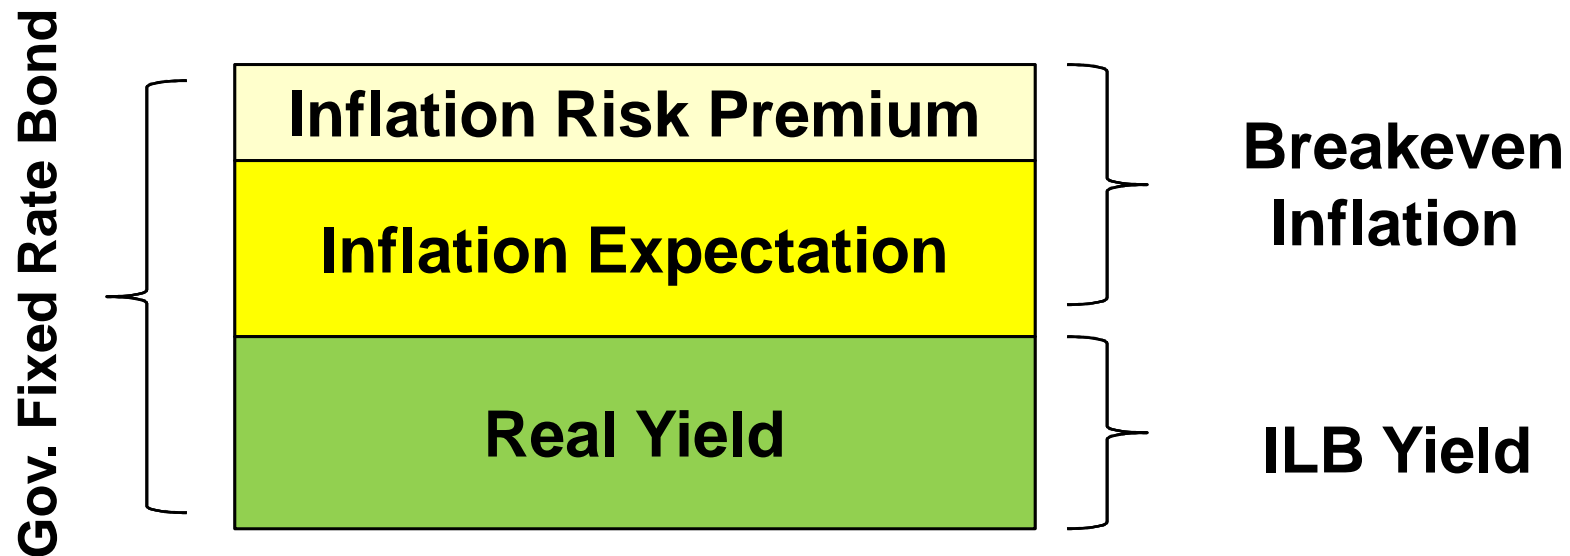 Gov. Fixed Rate Bond
Inflation Risk Premium
Inflation Expectation
Real Yield
Breakeven
Inflation
ILB Yield